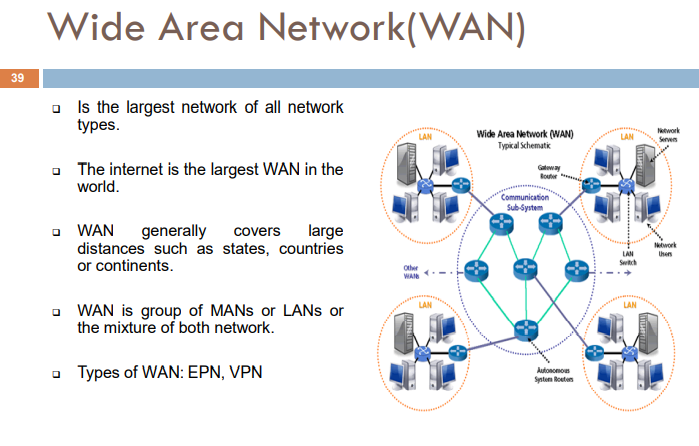 Wide Area Network(WAN)
39
Is the largest network of all network
types.
The internet is the largest WAN in the
world.
WAN generally covers large
distances such as states, countries
or continents.
WAN is group of MANs or LANs or
the mixture of both network.
Types of WAN: EPN, VPN
Wide Area Network (WAN)
Typical Schematic
LAN
LAN
Network
Servers
Gateway
Router
Communication
Sub-System
Other
WANs
LAN
Switch
Network
Users
LAN
LAN
Autonomous
System Routers